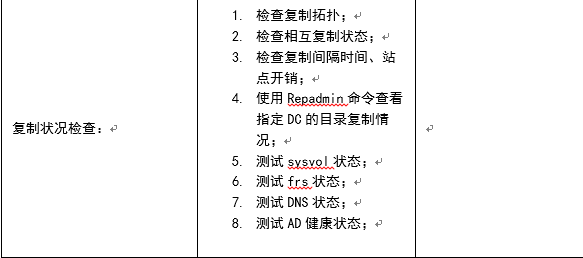 1. 检查复制拓扑；
2. 检查相互复制状态；
3. 检查复制间隔时间、站
点开销；
4. 使用 Repadmin 命令查看
指定 DC 的目录复制情
况；
复制状况检查：
5. 测试 sysvol 状态；
6. 测试 frs 状态；
7. 测试 DNS 状态；
8. 测试 AD 健康状态；